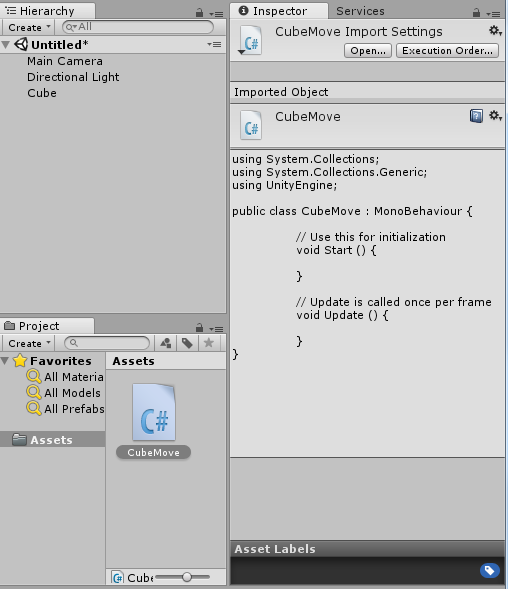 Hierarchy
Create
All
Untitled*
Main Camera
Directional Light
Cube
Project
Create
Favorites
All Materia
All Models
All Prefabs
Assets
Assets
C#
CubeMove
C# Cube
Inspector
Services
C#
CubeMove Import Settings
Open...
Execution Order...
Imported Object
C#
CubeMove
using System.Collections;
using System.Collections.Generic;
using UnityEngine;
public class CubeMove : MonoBehaviour {
// Use this for initialization
void Start () {
}
// Update is called once per frame
void Update () {
}
}
Asset Labels